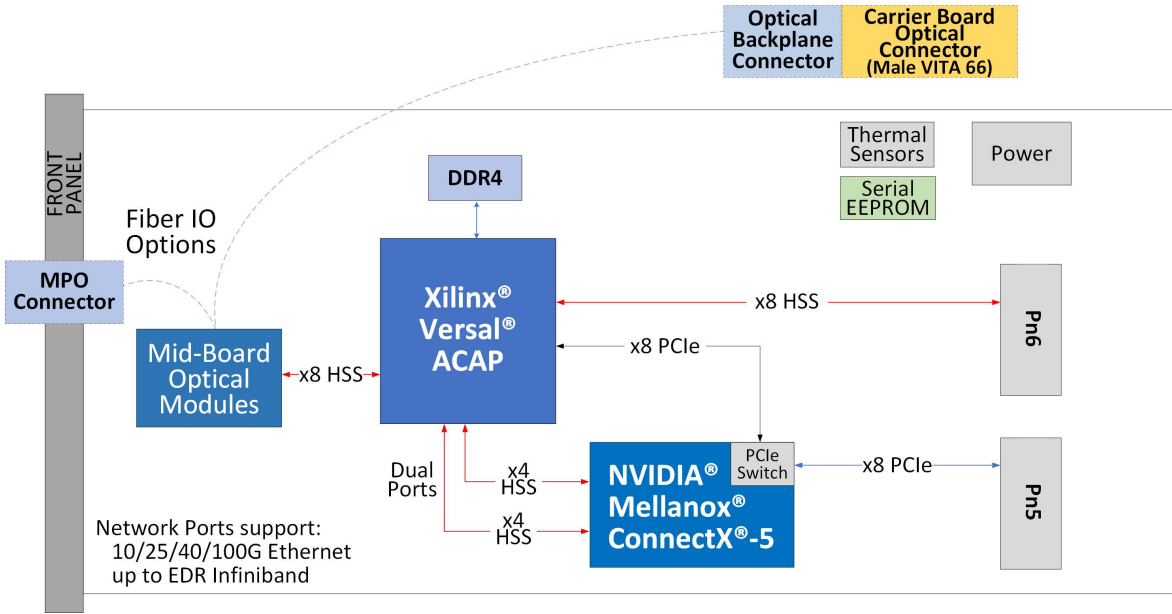 Optical
Backplane
Connector
Carrier Board
Optical
Connector
(Male VITA 66)
FRONT
PANEL
Thermal
Sensors
Power
DDR4
Serial
EEPROM
Fiber IO
Options
MPO
Connector
Xilinx®
Versal®
ACAP
x8 HSS
Pn6
x8 PCIe
Mid-Board
Optical
Modules
x8 HSS
Dual
Ports
x4
HSS
x4
HSS
PCIe
Switch
NVIDIA®
Mellanox®
ConnectX®-5
x8 PCIe
Pn5
Network Ports support:
10/25/40/100G Ethernet
up to EDR Infiniband